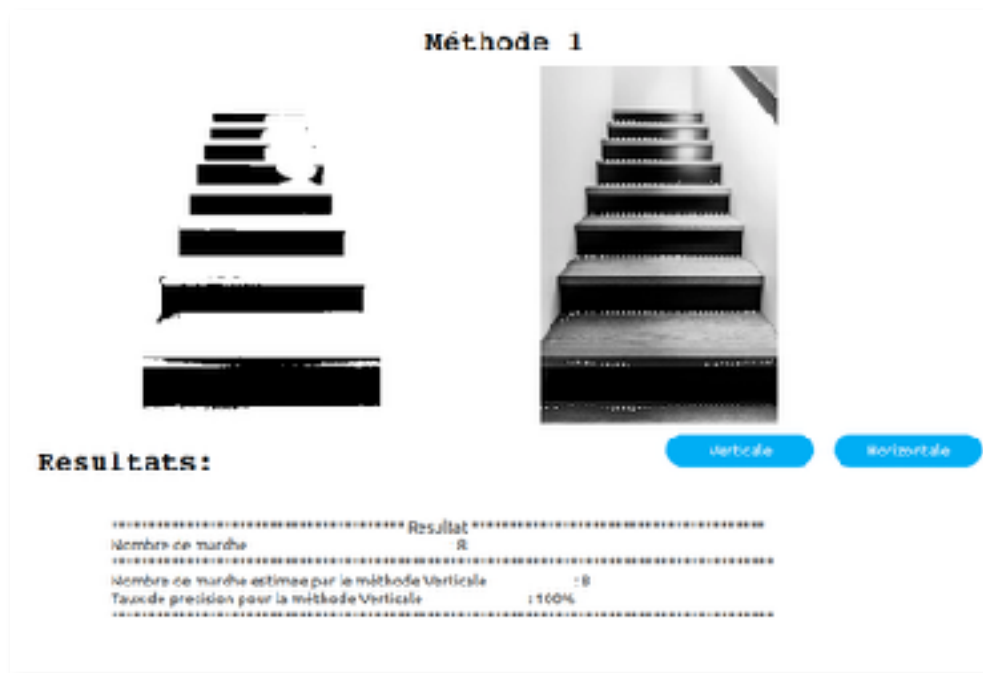 Méthode 1
Verticale
Horizontale
Resultats:
**********************************************Resultat**********************************************
Nombre de marche : 8
Nombre de marche estimee par le méthode Verticale : 8
Taux de precision pour la méthode Verticale : 100%